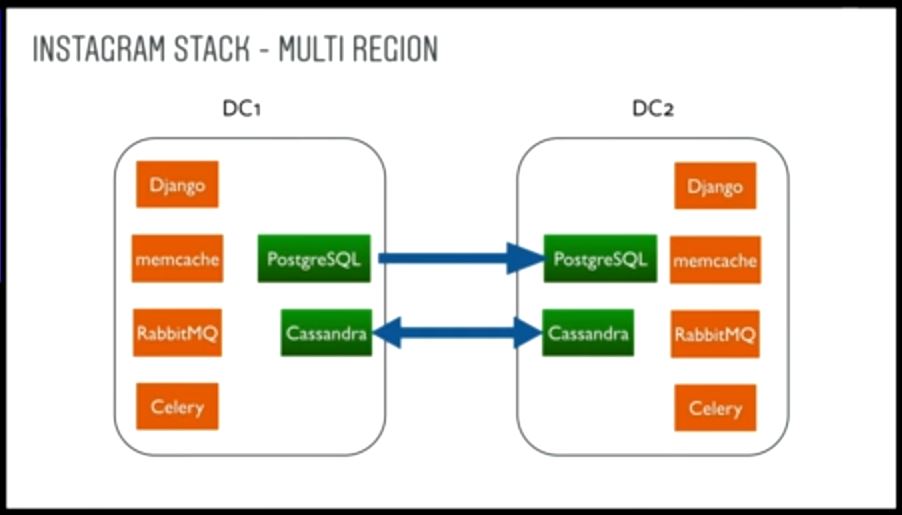 INSTAGRAM STACK - MULTI REGION
DC1
DC2
Django
memcache
PostgreSQL
RabbitMQ
Cassandra
Celery
Django
PostgreSQL
memcache
Cassandra
RabbitMQ
Celery